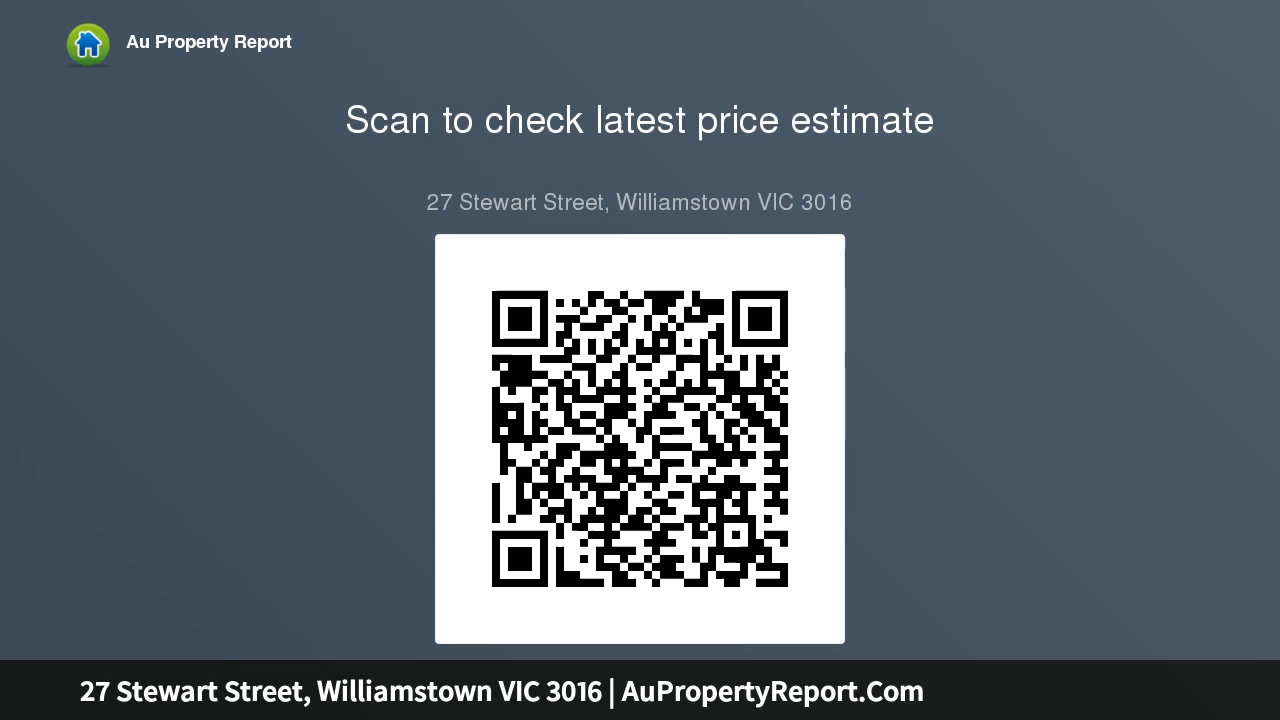 Au Property Report
Scan to check latest price estimate
27 Stewart Street, Williamstown VIC 3016
27 Stewart Street, Williamstown VIC 3016 | AuPropertyReport.Com